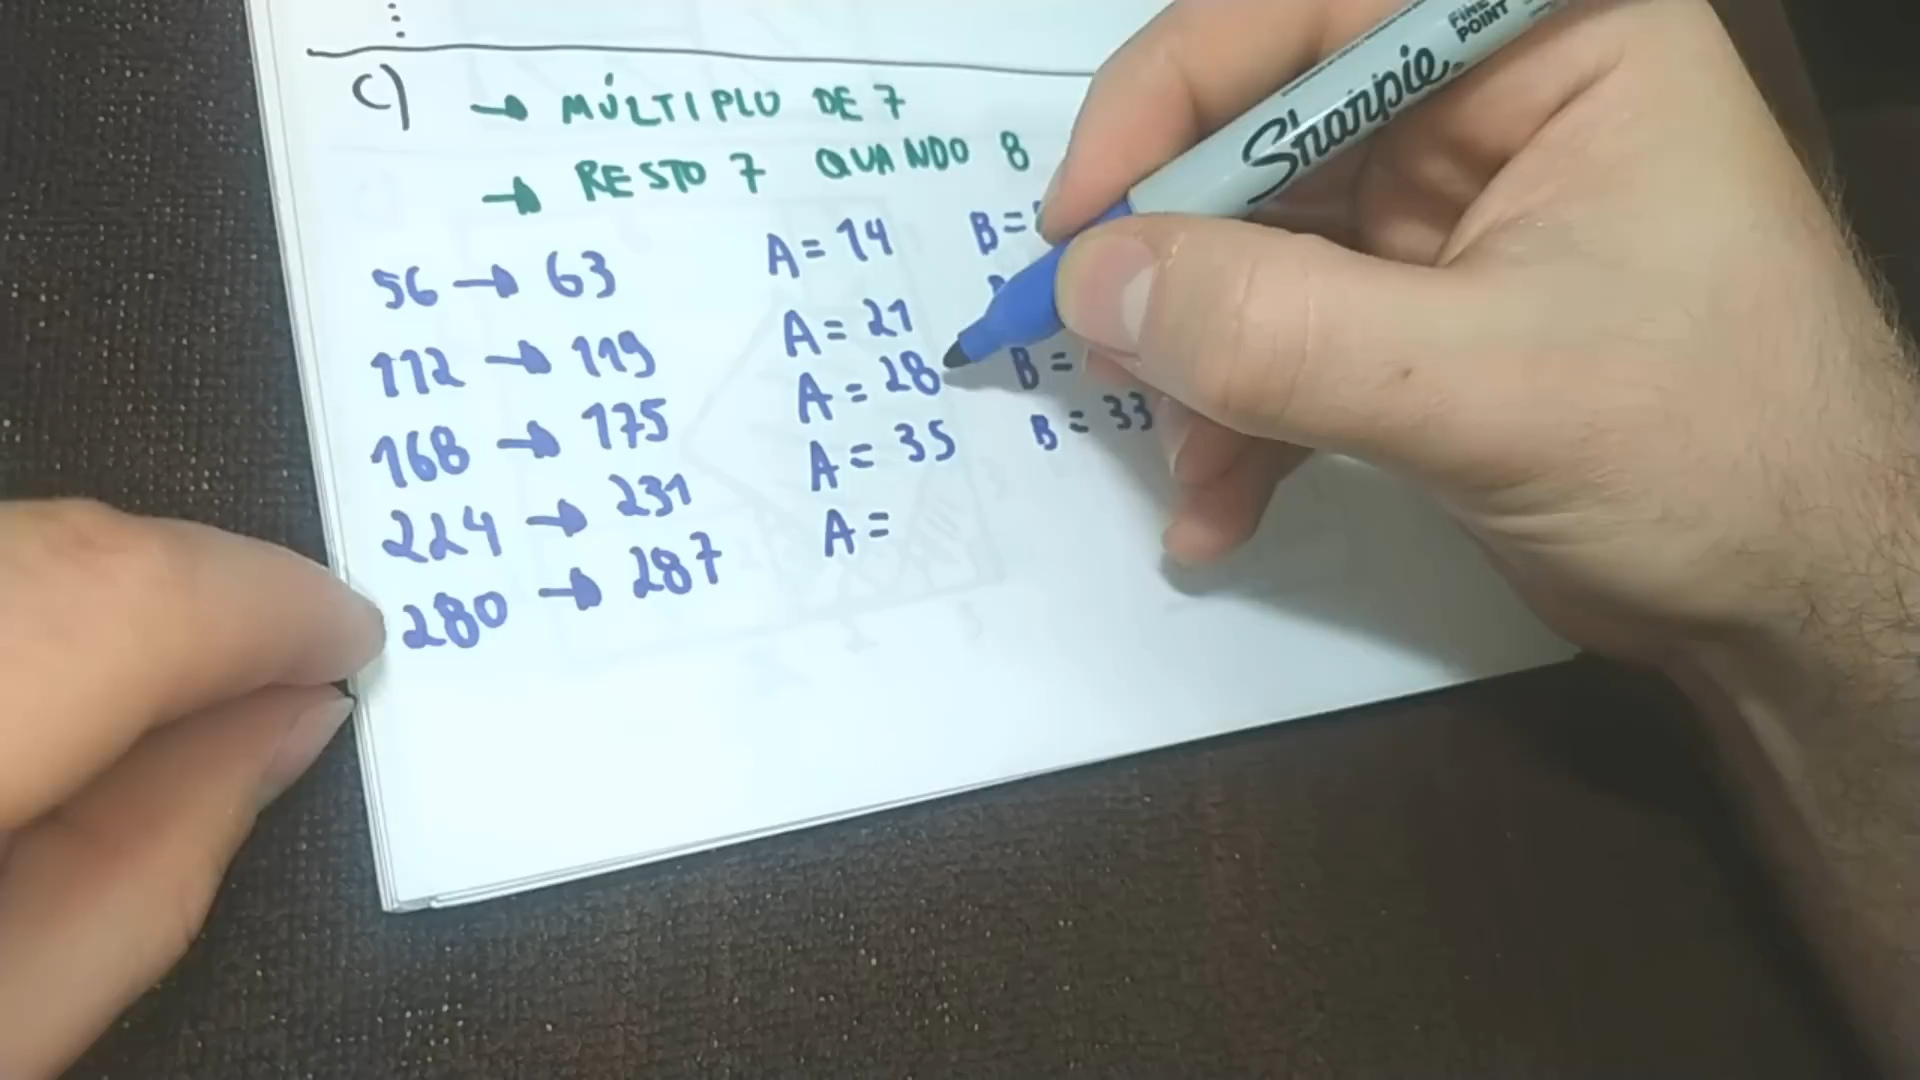 C) → MÚLTIPLO DE 7
→ RESTO 7 QUANDO 8
56 → 63 A = 14 B =
112 → 119 A = 21
168 → 175 A = 28 B =
224 → 231 A = 35 B = 33
280 → 287 A =
Sharpie.
FINE
POINT